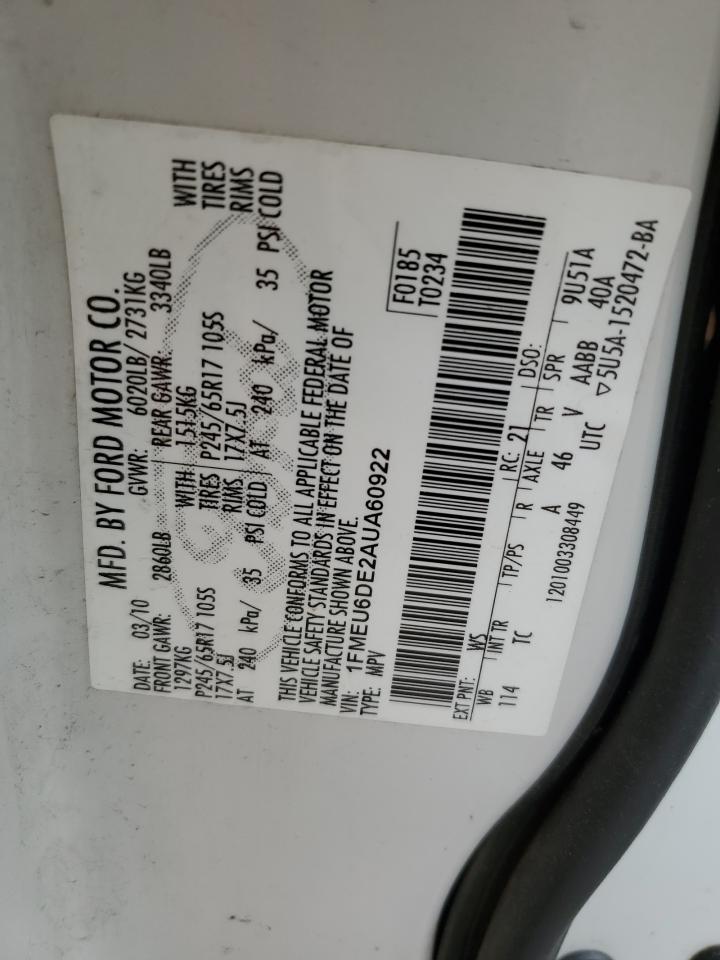 MFD. BY FORD MOTOR CO.
DATE: 03/10 GVWR: 6020LB/ 2731KG
FRONT GAWR: 2860LB REAR GAWR: 3340LB
1297KG WITH 1515KG WITH
P245/65R17 105S TIRES P245/65R17 105S TIRES
17X7.5J RIMS 17X7.5J RIMS
AT 240 kPa/ 35 PSI COLD AT 240 kPa/ 35 PSI COLD
THIS VEHICLE CONFORMS TO ALL APPLICABLE FEDERAL MOTOR
VEHICLE SAFETY STANDARDS IN EFFECT ON THE DATE OF
MANUFACTURE SHOWN ABOVE.
VIN: 1FMEU6DE2AUA60922
TYPE: MPV
F0185
T0234
EXT PNT: WS RC: 21 DSO:
WB INT TR TP/PS R AXLE TR SPR 9U51A
114 TC A 46 V AABB 40A
1201003308449 UTC ▽5U5A-1520472-BA